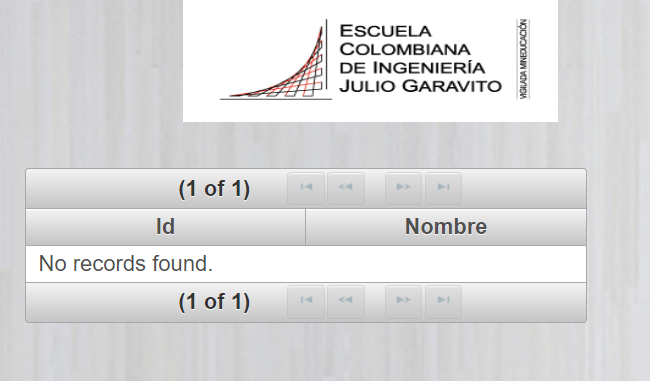 ESCUELA
COLOMBIANA
DE INGENIERÍA
JULIO GARAVITO
VIGILADA MINEDUCACIÓN
(1 of 1)
Id Nombre
No records found.
(1 of 1)